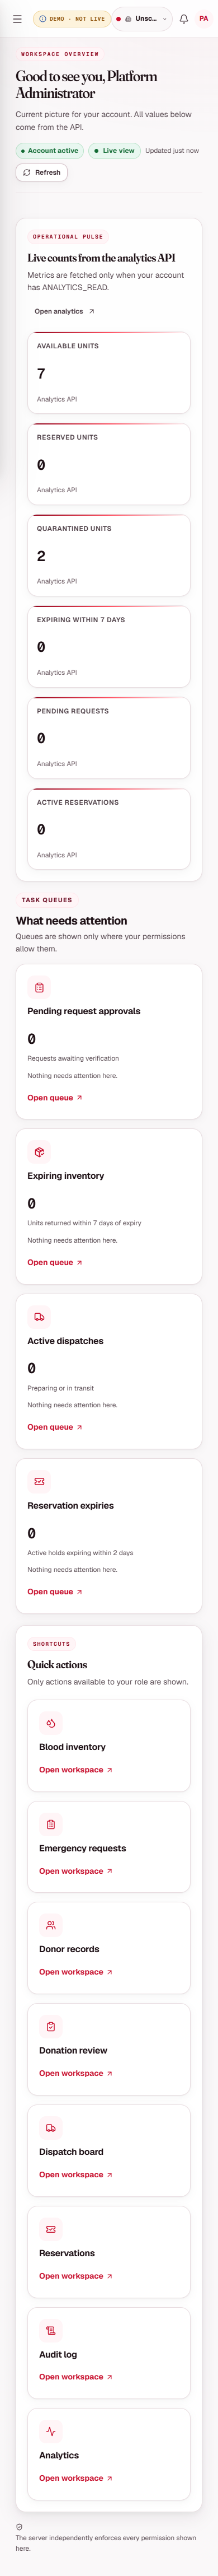 DEMO - NOT LIVE
Unsc...
PA
WORKSPACE OVERVIEW
Good to see you, Platform
Administrator
Current picture for your account. All values below
come from the API.
Account active
Live view
Updated just now
Refresh
OPERATIONAL PULSE
Live counts from the analytics API
Metrics are fetched only when your account
has ANALYTICS_READ.
Open analytics
AVAILABLE UNITS
7
Analytics API
RESERVED UNITS
0
Analytics API
QUARANTINED UNITS
2
Analytics API
EXPIRING WITHIN 7 DAYS
0
Analytics API
PENDING REQUESTS
0
Analytics API
ACTIVE RESERVATIONS
0
Analytics API
TASK QUEUES
What needs attention
Queues are shown only where your permissions
allow them.
Pending request approvals
0
Requests awaiting verification
Nothing needs attention here.
Open queue
Expiring inventory
0
Units returned within 7 days of expiry
Nothing needs attention here.
Open queue
Active dispatches
0
Preparing or in transit
Nothing needs attention here.
Open queue
Reservation expiries
0
Active holds expiring within 2 days
Nothing needs attention here.
Open queue
SHORTCUTS
Quick actions
Only actions available to your role are shown.
Blood inventory
Open workspace
Emergency requests
Open workspace
Donor records
Open workspace
Donation review
Open workspace
Dispatch board
Open workspace
Reservations
Open workspace
Audit log
Open workspace
Analytics
Open workspace
The server independently enforces every permission shown
here.